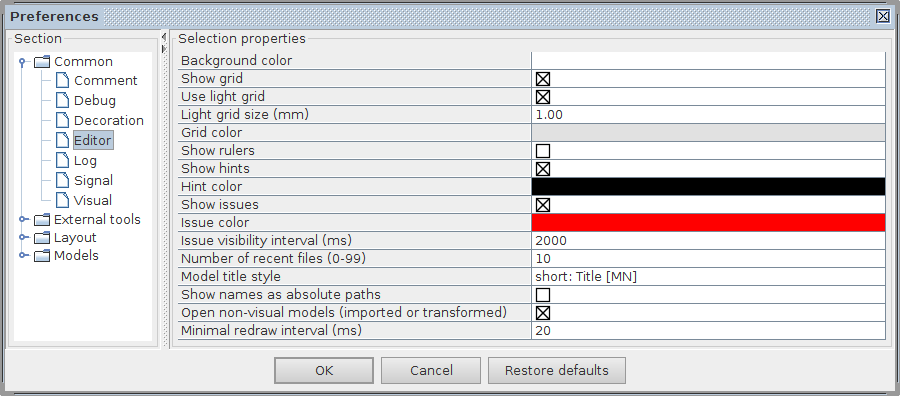 Preferences
Section
Common
Comment
Debug
Decoration
Editor
Log
Signal
Visual
External tools
Layout
Models
Selection properties
Background color
Show grid
Use light grid
Light grid size (mm) 1.00
Grid color
Show rulers
Show hints
Hint color
Show issues
Issue color
Issue visibility interval (ms) 2000
Number of recent files (0-99) 10
Model title style short: Title [MN]
Show names as absolute paths
Open non-visual models (imported or transformed)
Minimal redraw interval (ms) 20
OK Cancel Restore defaults